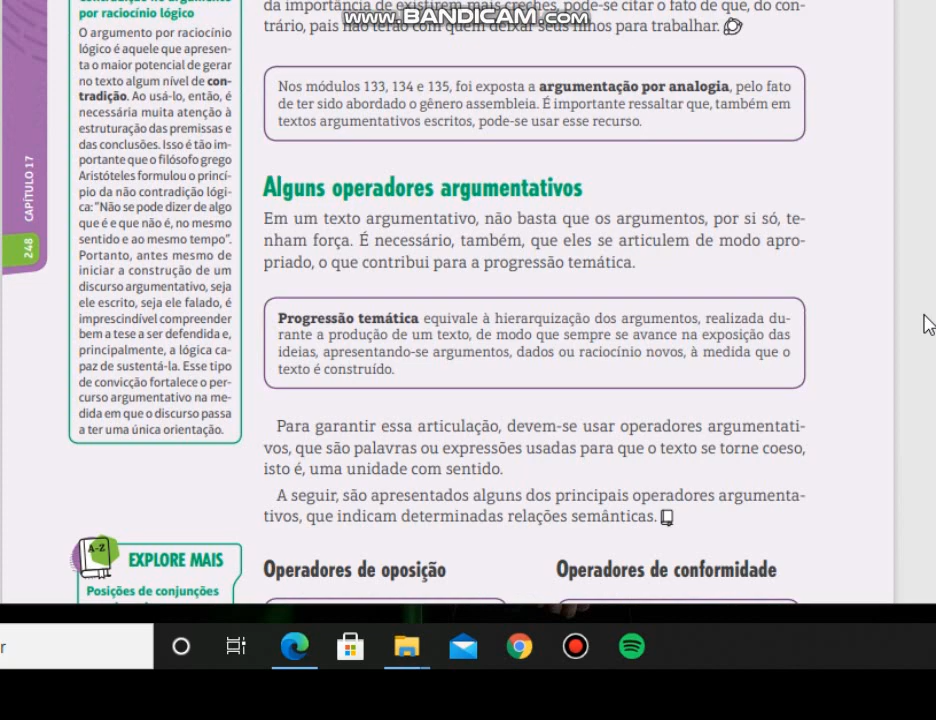 por raciocínio lógico
O argumento por raciocínio
lógico é aquele que apresen-
ta o maior potencial de gerar
no texto algum nível de con-
tradição. Ao usá-lo, então, é
necessária muita atenção à
estruturação das premissas e
das conclusões. Isso é tão im-
portante que o filósofo grego
Aristóteles formulou o princí-
pio da não contradição lógi-
ca: “Não se pode dizer de algo
que é e que não é, no mesmo
sentido e ao mesmo tempo”.
Portanto, antes mesmo de
iniciar a construção de um
discurso argumentativo, seja
ele escrito, seja ele falado, é
imprescindível compreender
bem a tese a ser defendida e,
principalmente, a lógica ca-
paz de sustentá-la. Esse tipo
de convicção fortalece o per-
curso argumentativo na me-
dida em que o discurso passa
a ter uma única orientação.
CAPÍTULO 17
248
EXPLORE MAIS
A-Z
Posições de conjunções
da importância de existirem mais creches, pode-se citar o fato de que, do con-
trário, pais não terão com quem deixar seus filhos para trabalhar.
www.BANDICAM.com
Nos módulos 133, 134 e 135, foi exposta a argumentação por analogia, pelo fato
de ter sido abordado o gênero assembleia. É importante ressaltar que, também em
textos argumentativos escritos, pode-se usar esse recurso.
Alguns operadores argumentativos
Em um texto argumentativo, não basta que os argumentos, por si só, te-
nham força. É necessário, também, que eles se articulem de modo apro-
priado, o que contribui para a progressão temática.
Progressão temática equivale à hierarquização dos argumentos, realizada du-
rante a produção de um texto, de modo que sempre se avance na exposição das
ideias, apresentando-se argumentos, dados ou raciocínio novos, à medida que o
texto é construído.
Para garantir essa articulação, devem-se usar operadores argumentati-
vos, que são palavras ou expressões usadas para que o texto se torne coeso,
isto é, uma unidade com sentido.
A seguir, são apresentados alguns dos principais operadores argumenta-
tivos, que indicam determinadas relações semânticas.
Operadores de oposição
Operadores de conformidade
r